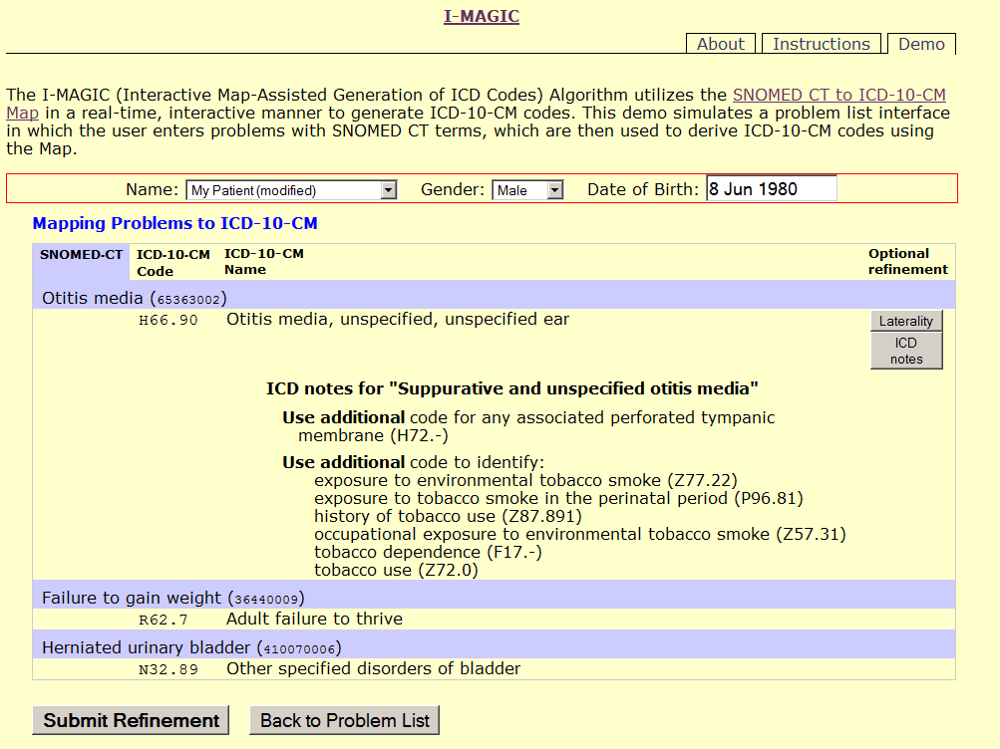 I-MAGIC
About Instructions Demo
The I-MAGIC (Interactive Map-Assisted Generation of ICD Codes) Algorithm utilizes the SNOMED CT to ICD-10-CM
Map in a real-time, interactive manner to generate ICD-10-CM codes. This demo simulates a problem list interface
in which the user enters problems with SNOMED CT terms, which are then used to derive ICD-10-CM codes using
the Map.
Name: My Patient (modified) Gender: Male Date of Birth: 8 Jun 1980
Mapping Problems to ICD-10-CM
SNOMED-CT ICD-10-CM ICD-10-CM Optional
Code Name refinement
Otitis media (65363002)
H66.90 Otitis media, unspecified, unspecified ear Laterality
ICD
notes
ICD notes for "Suppurative and unspecified otitis media"
Use additional code for any associated perforated tympanic
membrane (H72.-)
Use additional code to identify:
exposure to environmental tobacco smoke (Z77.22)
exposure to tobacco smoke in the perinatal period (P96.81)
history of tobacco use (Z87.891)
occupational exposure to environmental tobacco smoke (Z57.31)
tobacco dependence (F17.-)
tobacco use (Z72.0)
Failure to gain weight (36440009)
R62.7 Adult failure to thrive
Herniated urinary bladder (410070006)
N32.89 Other specified disorders of bladder
Submit Refinement Back to Problem List